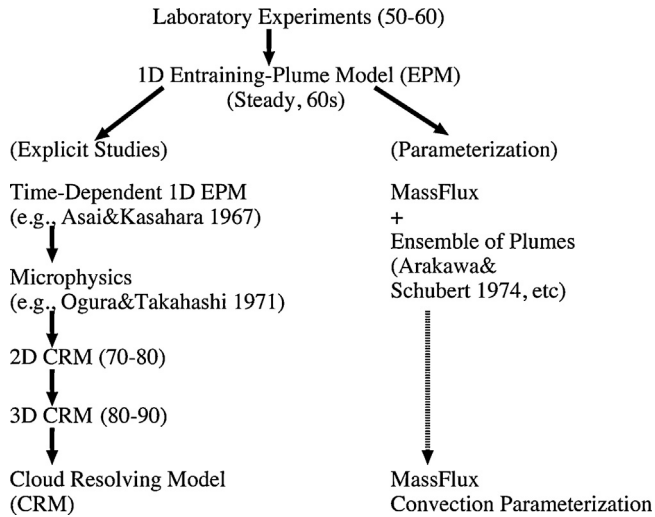 Laboratory Experiments (50-60)
1D Entraining-Plume Model (EPM)
(Steady, 60s)
(Explicit Studies)
Time-Dependent 1D EPM
(e.g., Asai&Kasahara 1967)
Microphysics
(e.g., Ogura&Takahashi 1971)
2D CRM (70-80)
3D CRM (80-90)
Cloud Resolving Model
(CRM)
(Parameterization)
MassFlux
+
Ensemble of Plumes
(Arakawa&
Schubert 1974, etc)
MassFlux
Convection Parameterization